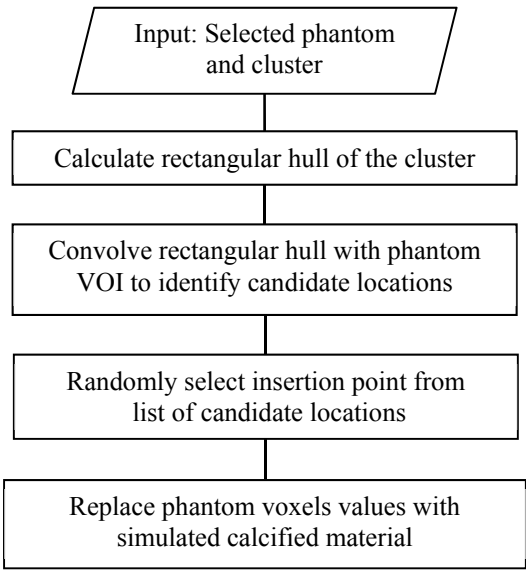 Input: Selected phantom
and cluster
Calculate rectangular hull of the cluster
Convolve rectangular hull with phantom
VOI to identify candidate locations
Randomly select insertion point from
list of candidate locations
Replace phantom voxels values with
simulated calcified material